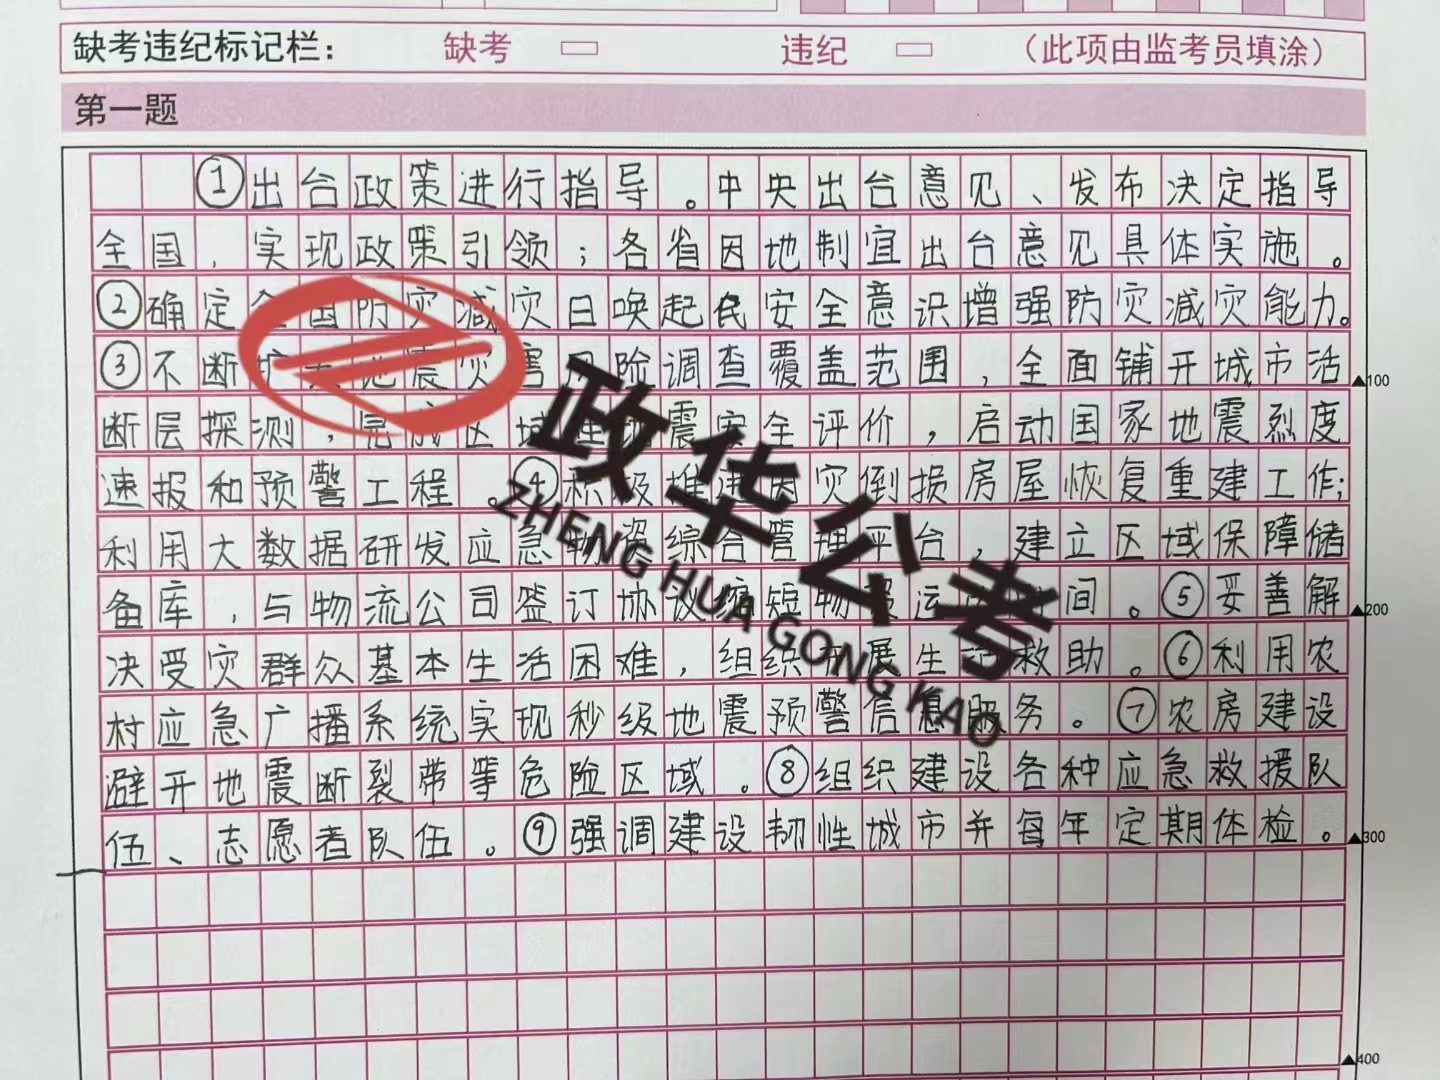 缺考违纪标记栏： 缺考 违纪 （此项由监考员填涂）
第一题
①出台政策进行指导。中央出台意见、发布决定指导
全国，实现政策引领；各省因地制宜出台意见具体实施。
②确定全国防灾减灾日唤起民安全意识增强防灾减灾能力。
③不断扩大地震灾害风险调查覆盖范围，全面铺开城市活
▲100
断层探测，完成区域性地震安全评价，启动国家地震烈度
速报和预警工程。④积极推进因灾倒损房屋恢复重建工作；
利用大数据研发应急物资综合管理平台，建立区域保障储
备库，与物流公司签订协议缩短物资运送时间。⑤妥善解
▲200
决受灾群众基本生活困难，组织开展生活救助。⑥利用农
村应急广播系统实现秒级地震预警信息服务。⑦农房建设
避开地震断裂带等危险区域。⑧组织建设各种应急救援队
伍、志愿者队伍。⑨强调建设韧性城市并每年定期体检。
▲300
▲400
政华公考
ZHENG HUA GONG KAO